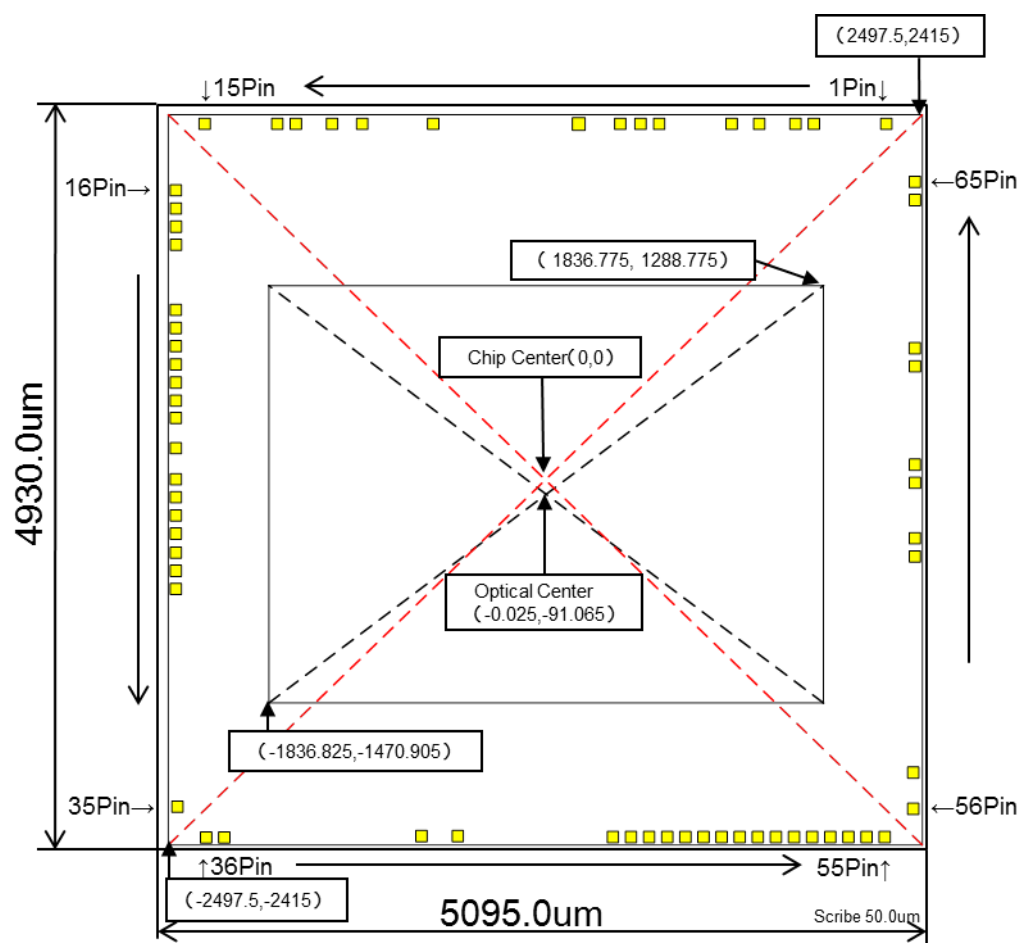 （2497.5,2415）
↓15Pin
1Pin↓
16Pin→
←65Pin
（ 1836.775, 1288.775）
Chip Center(0,0)
4930.0um
Optical Center
（-0.025,-91.065）
（-1836.825,-1470.905）
35Pin→
←56Pin
↑36Pin
55Pin↑
（-2497.5,-2415）
5095.0um
Scribe 50.0um